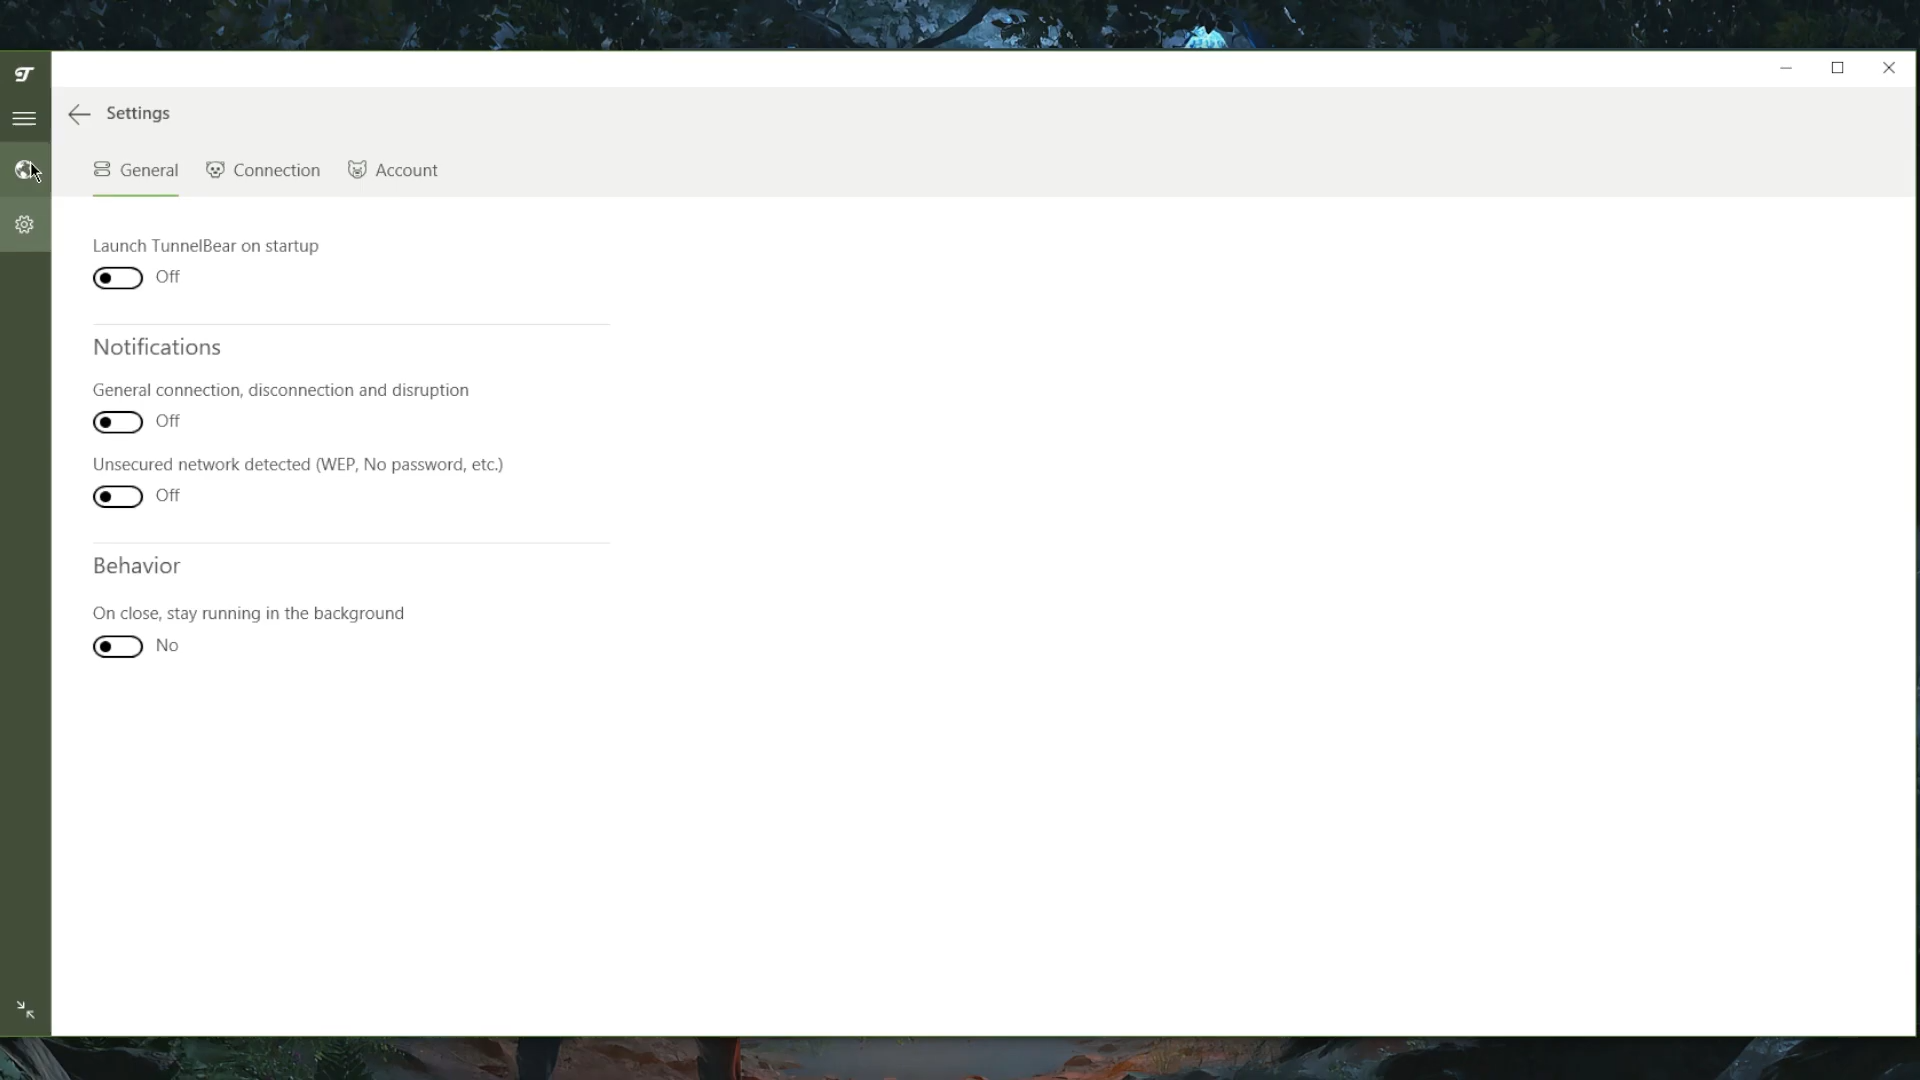 Settings
General
Connection
Account
Launch TunnelBear on startup
Off
Notifications
General connection, disconnection and disruption
Off
Unsecured network detected (WEP, No password, etc.)
Off
Behavior
On close, stay running in the background
No